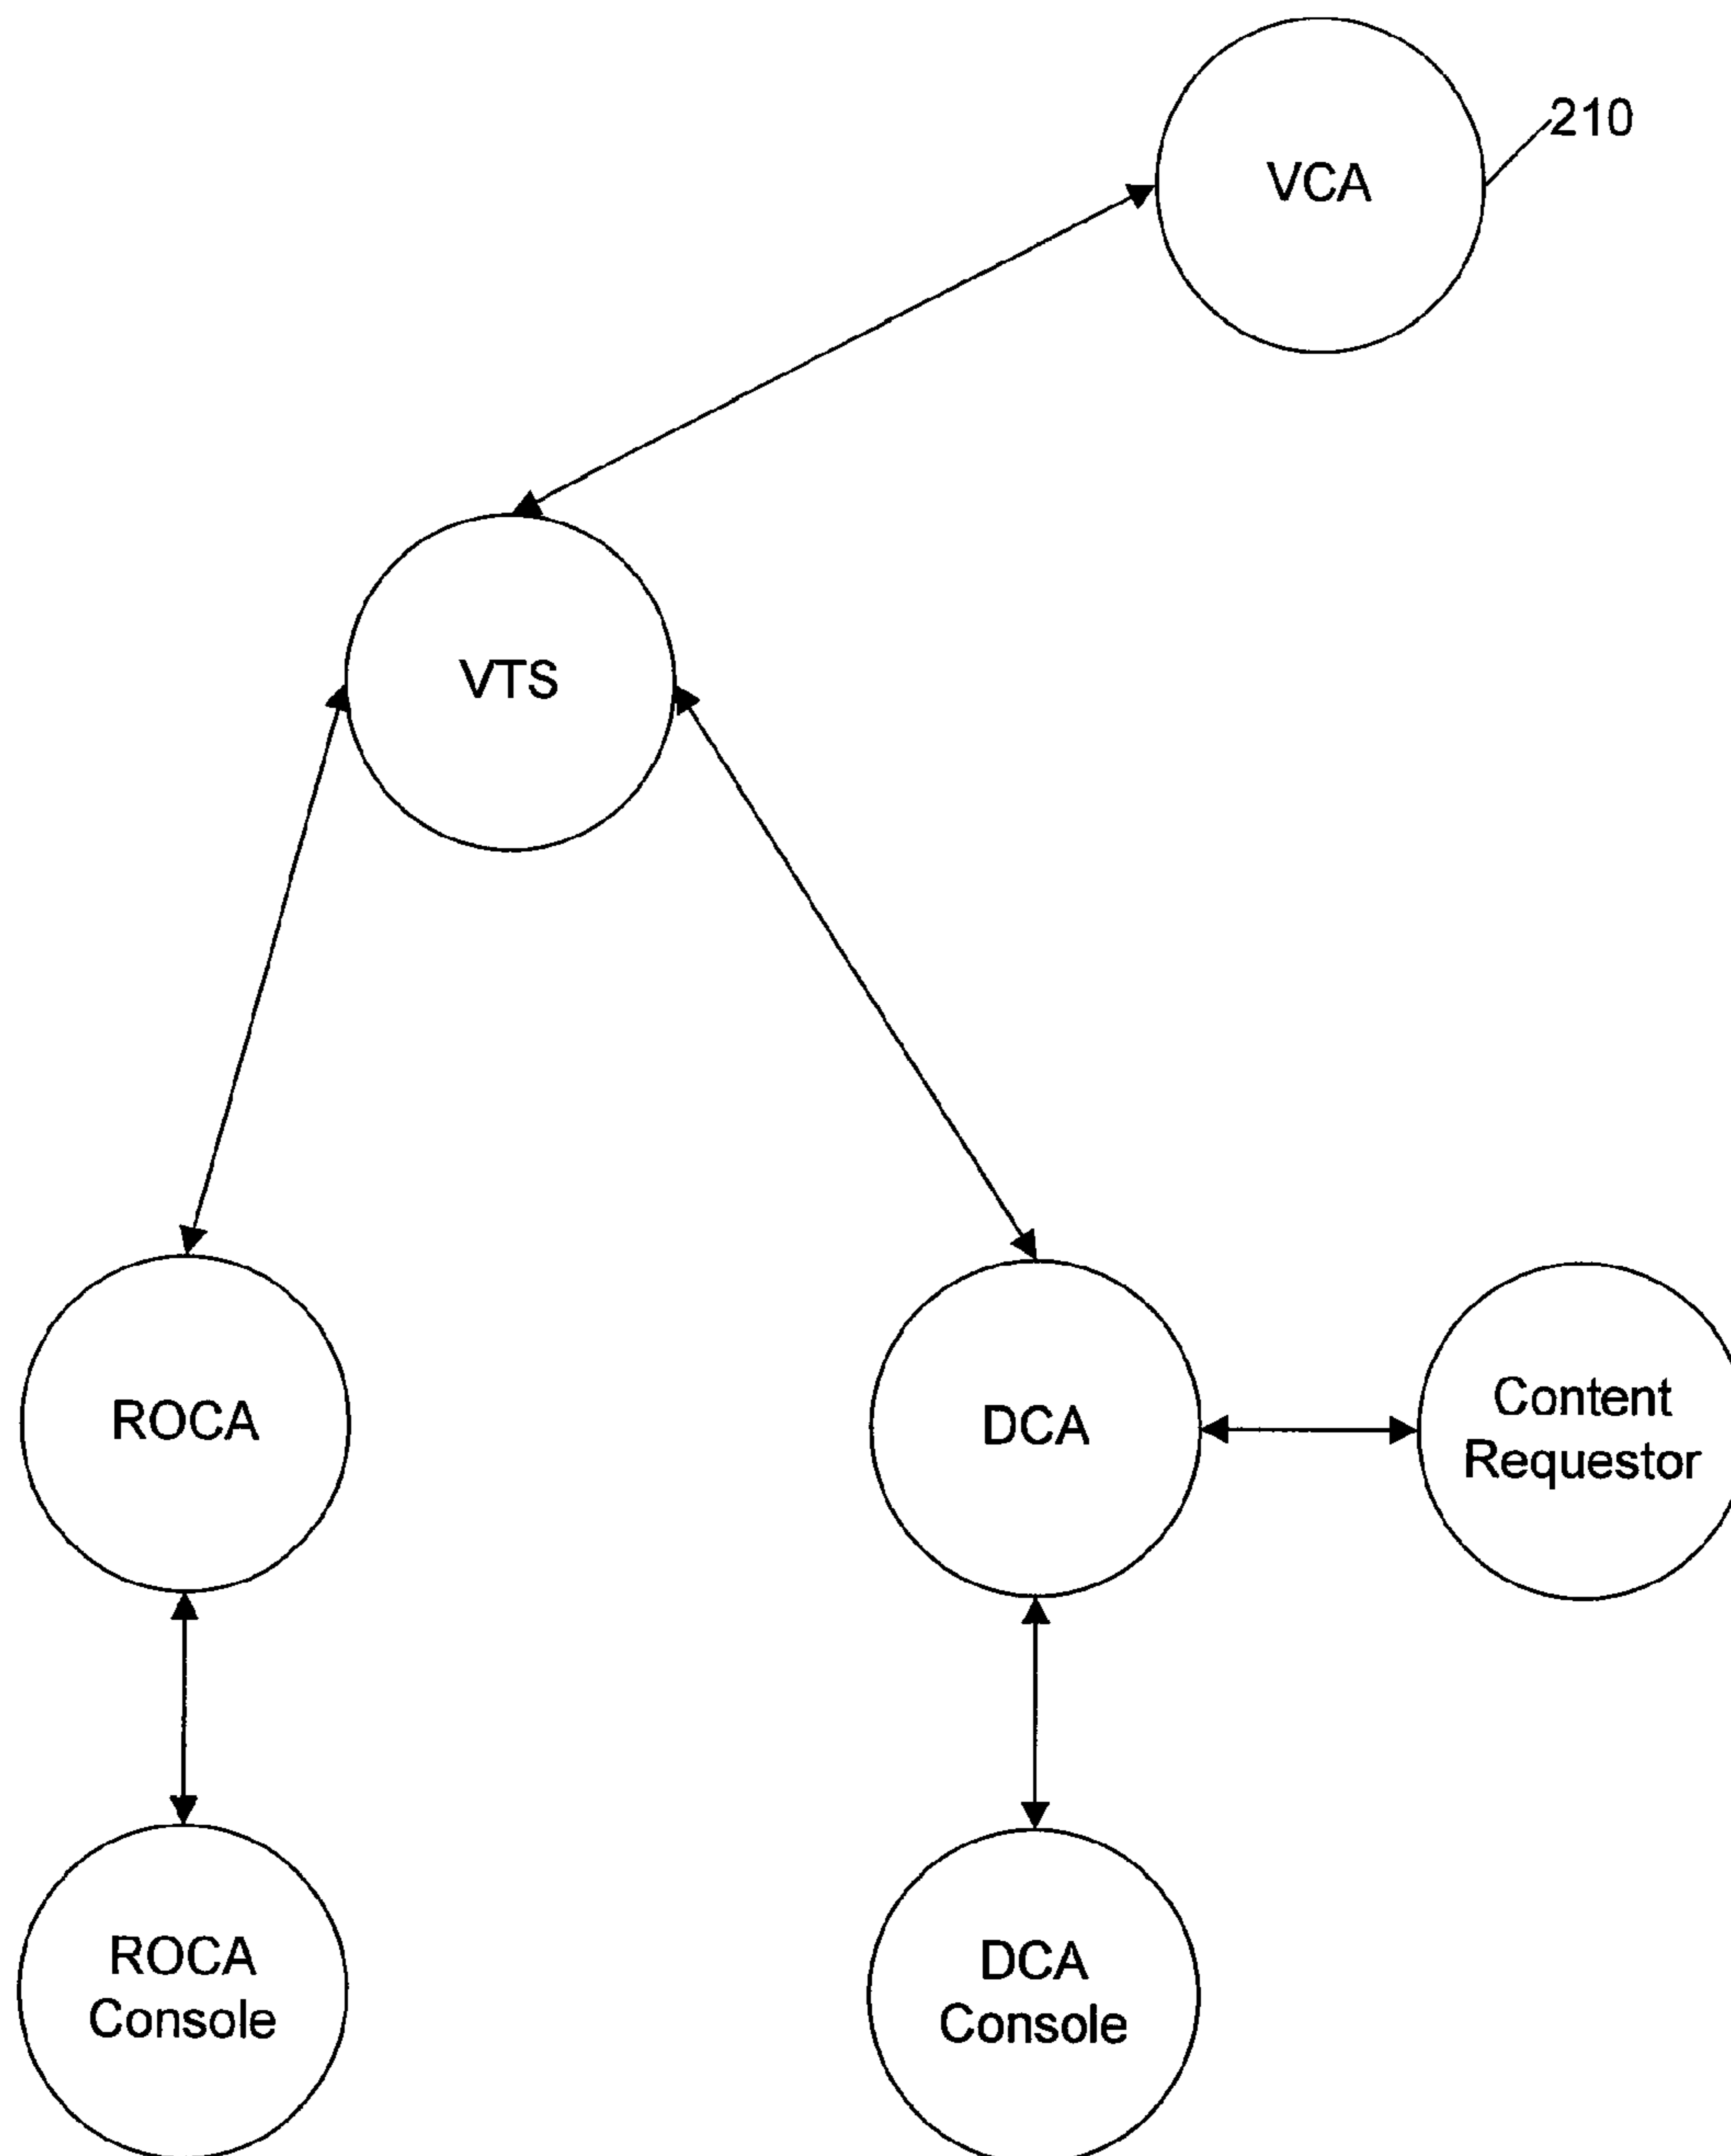 210
VCA
VTS
ROCA
DCA
Content
Requestor
ROCA
Console
DCA
Console